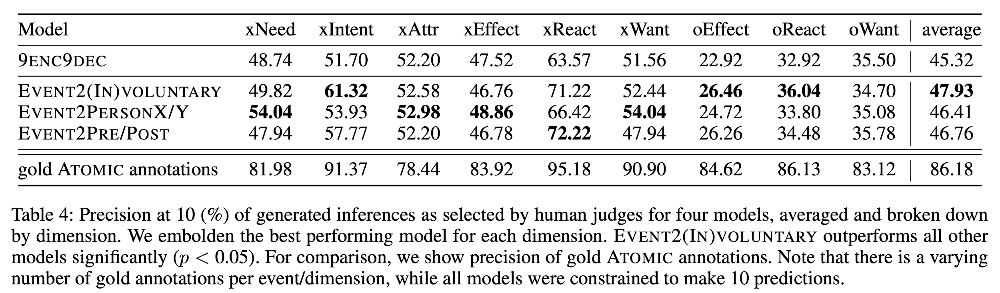 Model xNeed xIntent xAttr xEffect xReact xWant oEffect oReact oWant average
9ENC9DEC 48.74 51.70 52.20 47.52 63.57 51.56 22.92 32.92 35.50 45.32
EVENT2(IN)VOLUNTARY 49.82 61.32 52.58 46.76 71.22 52.44 26.46 36.04 34.70 47.93
EVENT2PERSONX/Y 54.04 53.93 52.98 48.86 66.42 54.04 24.72 33.80 35.08 46.41
EVENT2PRE/POST 47.94 57.77 52.20 46.78 72.22 47.94 26.26 34.48 35.78 46.76
gold ATOMIC annotations 81.98 91.37 78.44 83.92 95.18 90.90 84.62 86.13 83.12 86.18
Table 4: Precision at 10 (%) of generated inferences as selected by human judges for four models, averaged and broken down
by dimension. We embolden the best performing model for each dimension. EVENT2(IN)VOLUNTARY outperforms all other
models significantly (p < 0.05). For comparison, we show precision of gold ATOMIC annotations. Note that there is a varying
number of gold annotations per event/dimension, while all models were constrained to make 10 predictions.